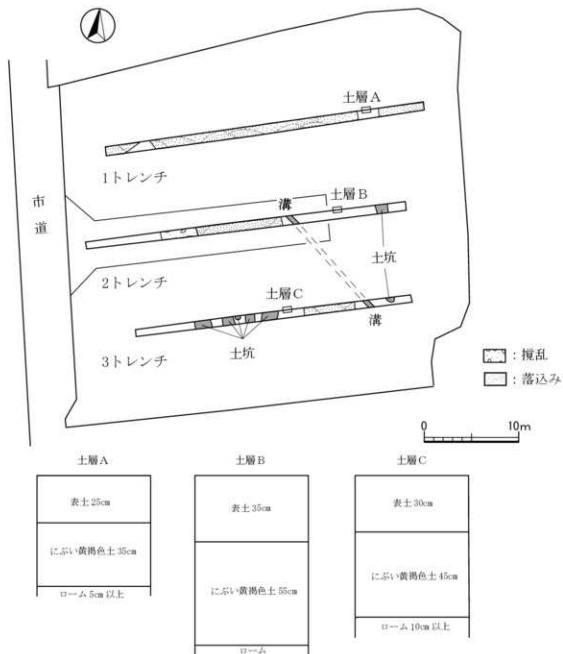 土層A
1トレンチ
市道
溝
土層B
2トレンチ
土坑
土層C
3トレンチ
土坑
溝
：撹乱
：落込み
0 10m
土層A
表土25cm
にぶい黄褐色土35cm
ローム5cm以上
土層B
表土35cm
にぶい黄褐色土55cm
ローム
土層C
表土30cm
にぶい黄褐色土45cm
ローム10cm以上